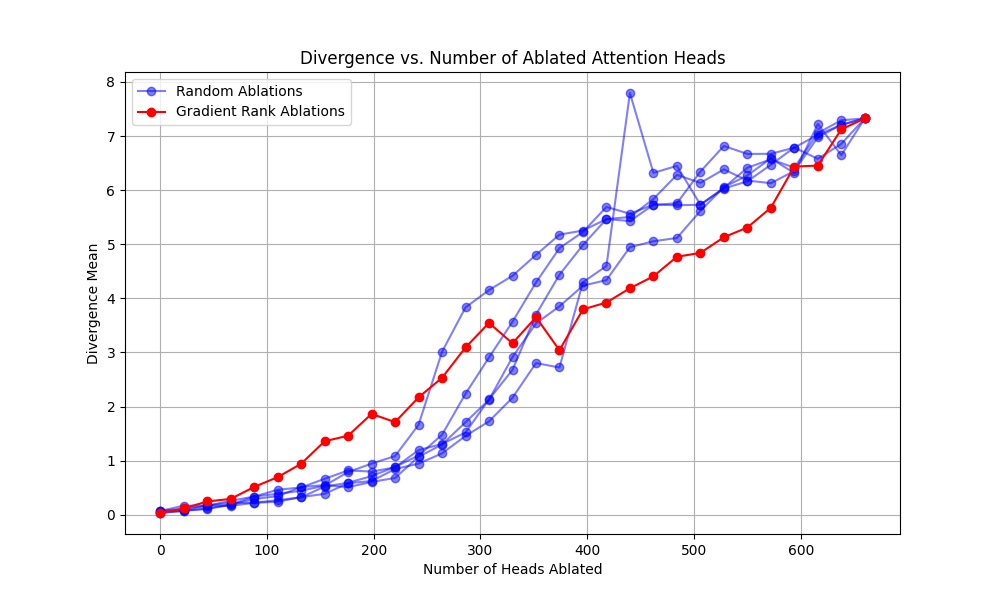 Divergence vs. Number of Ablated Attention Heads
Random Ablations
Gradient Rank Ablations
8
7
6
5
4
3
2
1
0
Divergence Mean
0 100 200 300 400 500 600
Number of Heads Ablated